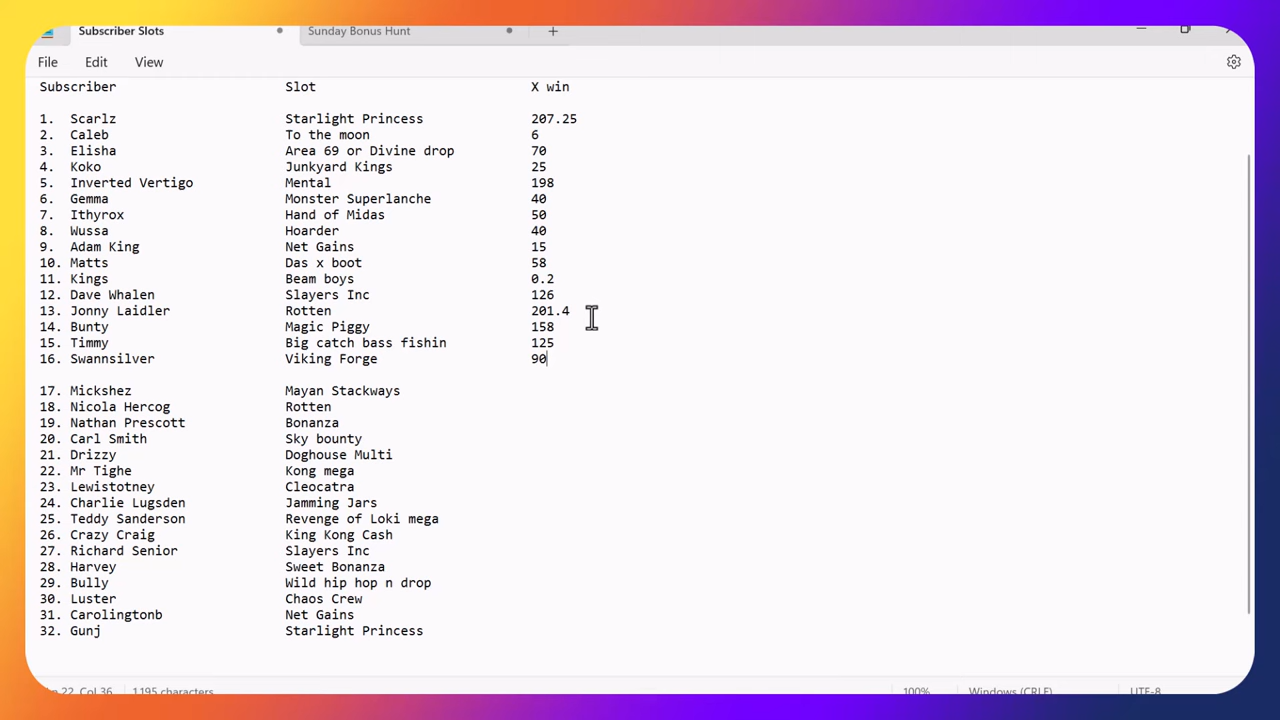 Subscriber Slots Sunday Bonus Hunt
File Edit View
Subscriber Slot X win
1. Scarlz Starlight Princess 207.25
2. Caleb To the moon 6
3. Elisha Area 69 or Divine drop 70
4. Koko Junkyard Kings 25
5. Inverted Vertigo Mental 198
6. Gemma Monster Superlanche 40
7. Ithyrox Hand of Midas 50
8. Wussa Hoarder 40
9. Adam King Net Gains 15
10. Matts Das x boot 58
11. Kings Beam boys 0.2
12. Dave Whalen Slayers Inc 126
13. Jonny Laidler Rotten 201.4
14. Bunty Magic Piggy 158
15. Timmy Big catch bass fishin 125
16. Swannsilver Viking Forge 90
17. Mickshez Mayan Stackways
18. Nicola Hercog Rotten
19. Nathan Prescott Bonanza
20. Carl Smith Sky bounty
21. Drizzy Doghouse Multi
22. Mr Tighe Kong mega
23. Lewistotney Cleocatra
24. Charlie Lugsden Jamming Jars
25. Teddy Sanderson Revenge of Loki mega
26. Crazy Craig King Kong Cash
27. Richard Senior Slayers Inc
28. Harvey Sweet Bonanza
29. Bully Wild hip hop n drop
30. Luster Chaos Crew
31. Carolingtonb Net Gains
32. Gunj Starlight Princess
22, Col 36 1,195 characters 100% Windows (CRLF) UTF-8